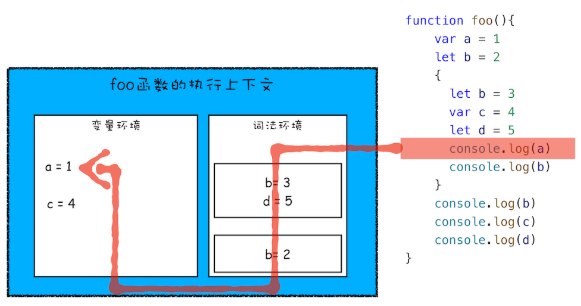 foo函数的执行上下文
变量环境
a = 1
c = 4
词法环境
b= 3
d = 5
b= 2
function foo(){
    var a = 1
    let b = 2
    {
      let b = 3
      var c = 4
      let d = 5
      console.log(a)
      console.log(b)
    }
    console.log(b)
    console.log(c)
    console.log(d)
}